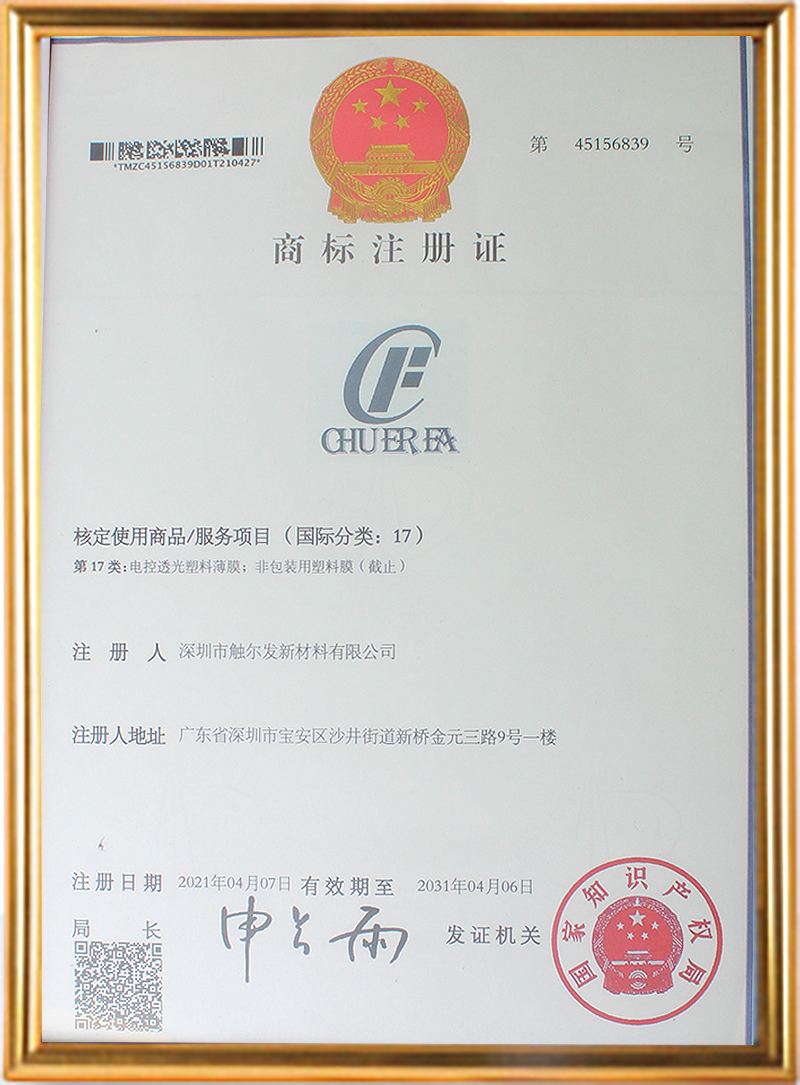 *TMZC45156839D01T210427*
第 45156839 号
商标注册证
CF
CHUERFA
核定使用商品/服务项目（国际分类：17）
第 17 类：电控透光塑料薄膜；非包装用塑料膜（截止）
注 册 人 深圳市触尔发新材料有限公司
注册人地址 广东省深圳市宝安区沙井街道新桥金元三路9号一楼
注册日期 2021年04月07日 有效期至 2031年04月06日
局 长 申长雨 发证机关
国家知识产权局